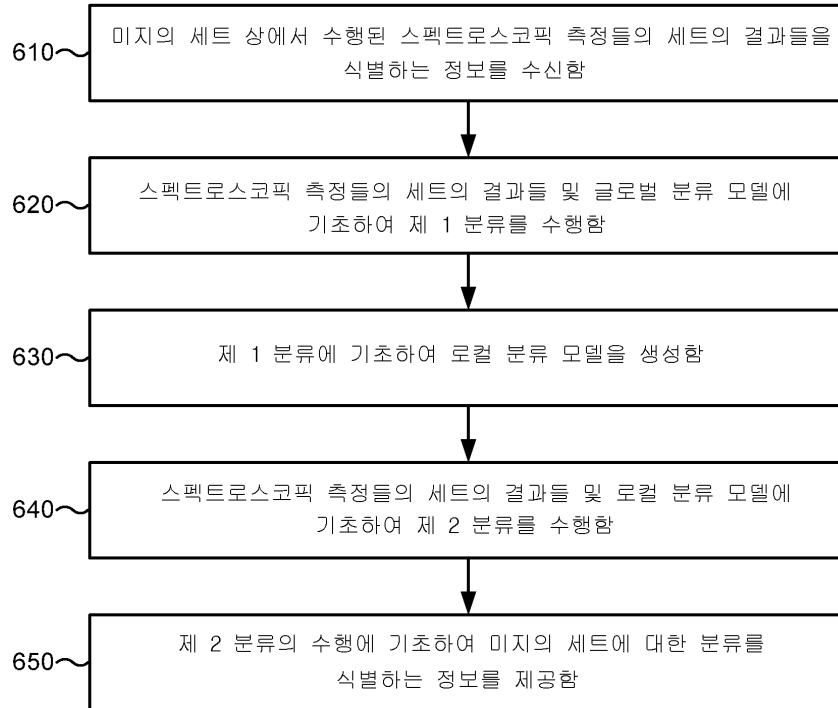 610
미지의 세트 상에서 수행된 스펙트로스코픽 측정들의 세트의 결과들을
식별하는 정보를 수신함
620
스펙트로스코픽 측정들의 세트의 결과들 및 글로벌 분류 모델에
기초하여 제 1 분류를 수행함
630
제 1 분류에 기초하여 로컬 분류 모델을 생성함
640
스펙트로스코픽 측정들의 세트의 결과들 및 로컬 분류 모델에
기초하여 제 2 분류를 수행함
650
제 2 분류의 수행에 기초하여 미지의 세트에 대한 분류를
식별하는 정보를 제공함